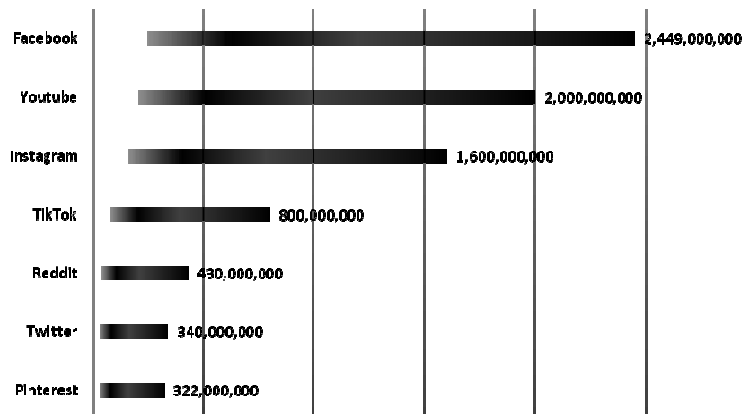 Facebook 2,449,000,000
Youtube 2,000,000,000
Instagram 1,600,000,000
TikTok 800,000,000
Reddit 430,000,000
Twitter 340,000,000
Pinterest 322,000,000